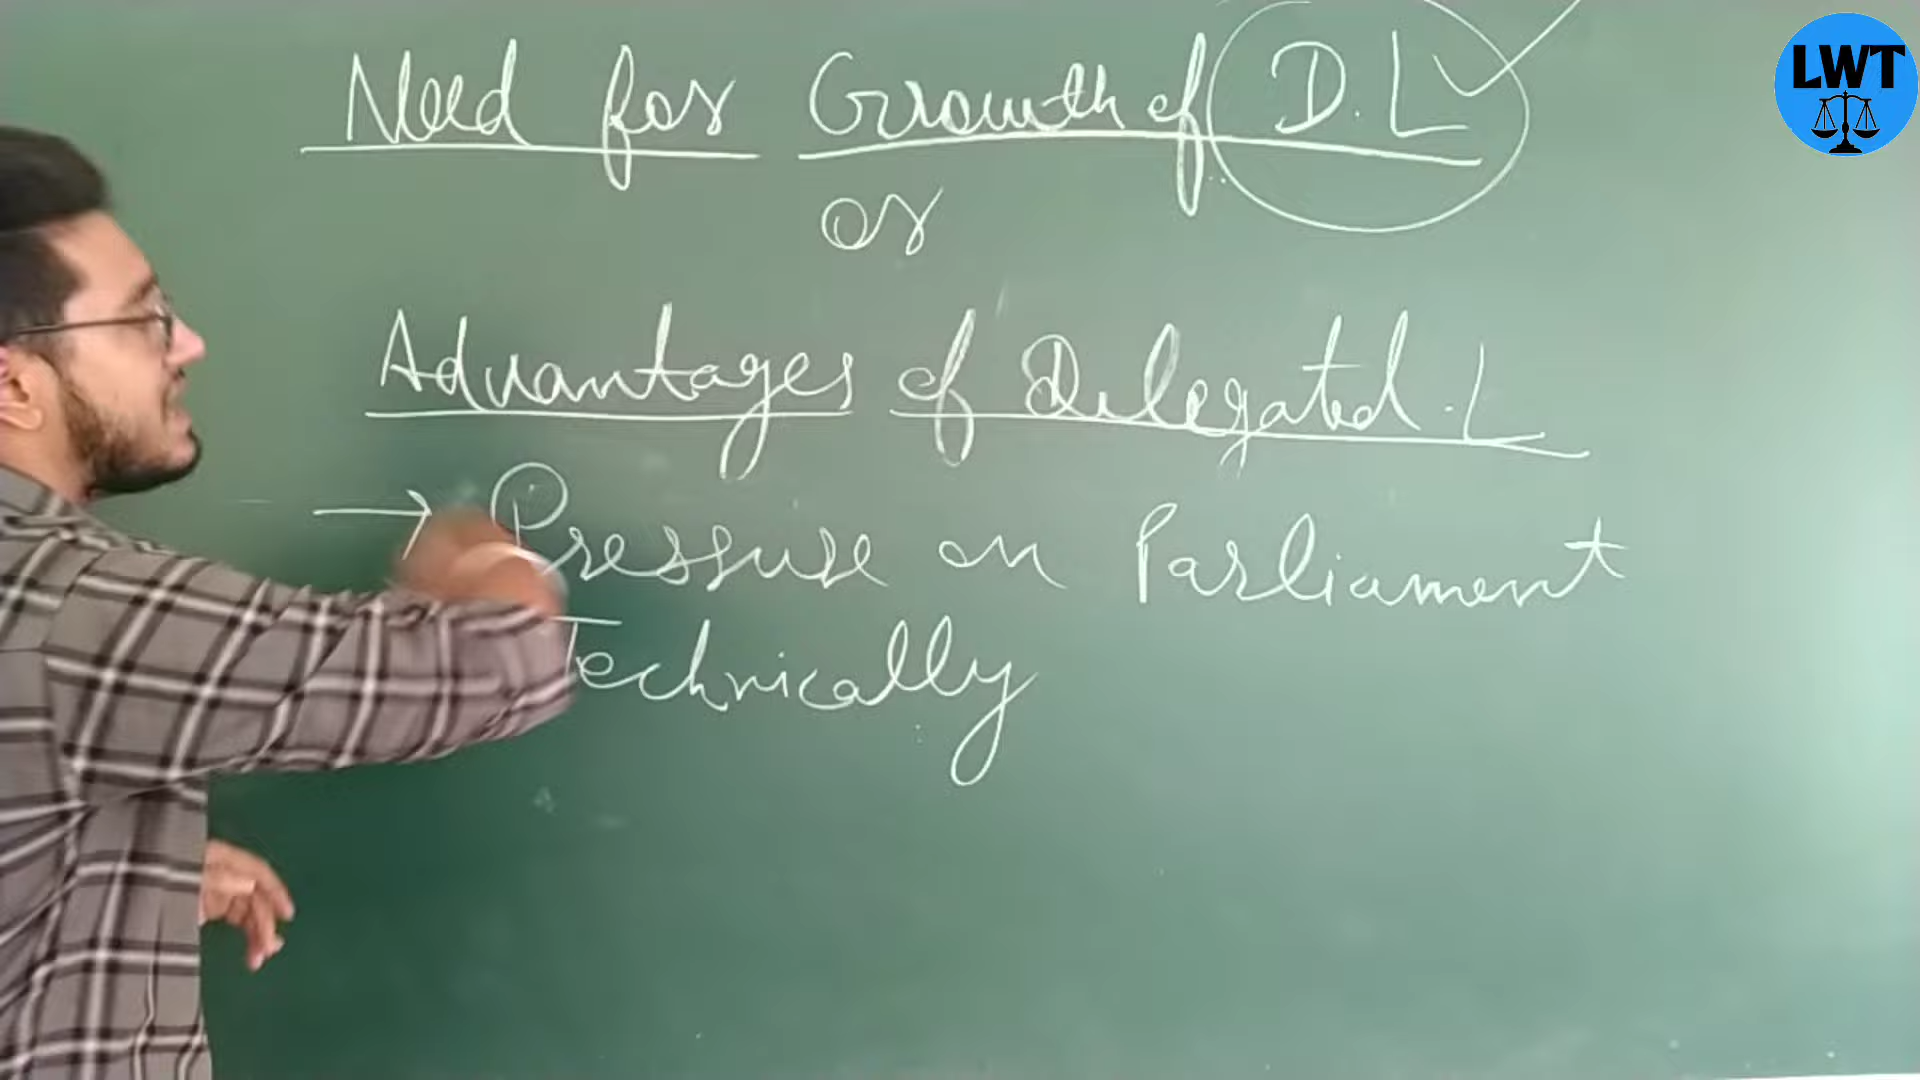 Need for Growth of D.L
or
Advantages of Delegated.L
→ Pressure on Parliament
Technically
LWT